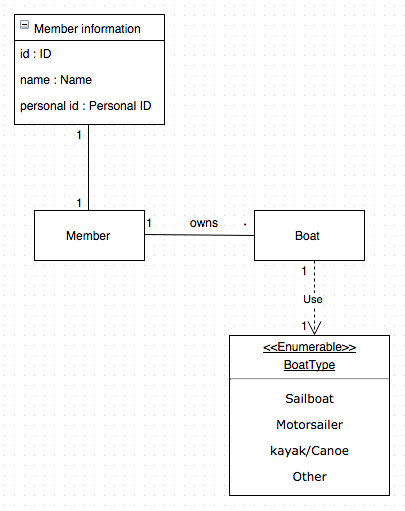 Member information
id : ID
name : Name
personal id : Personal ID
1
1
Member
1 owns *
Boat
1
Use
1
<<Enumerable>>
BoatType
Sailboat
Motorsailer
kayak/Canoe
Other